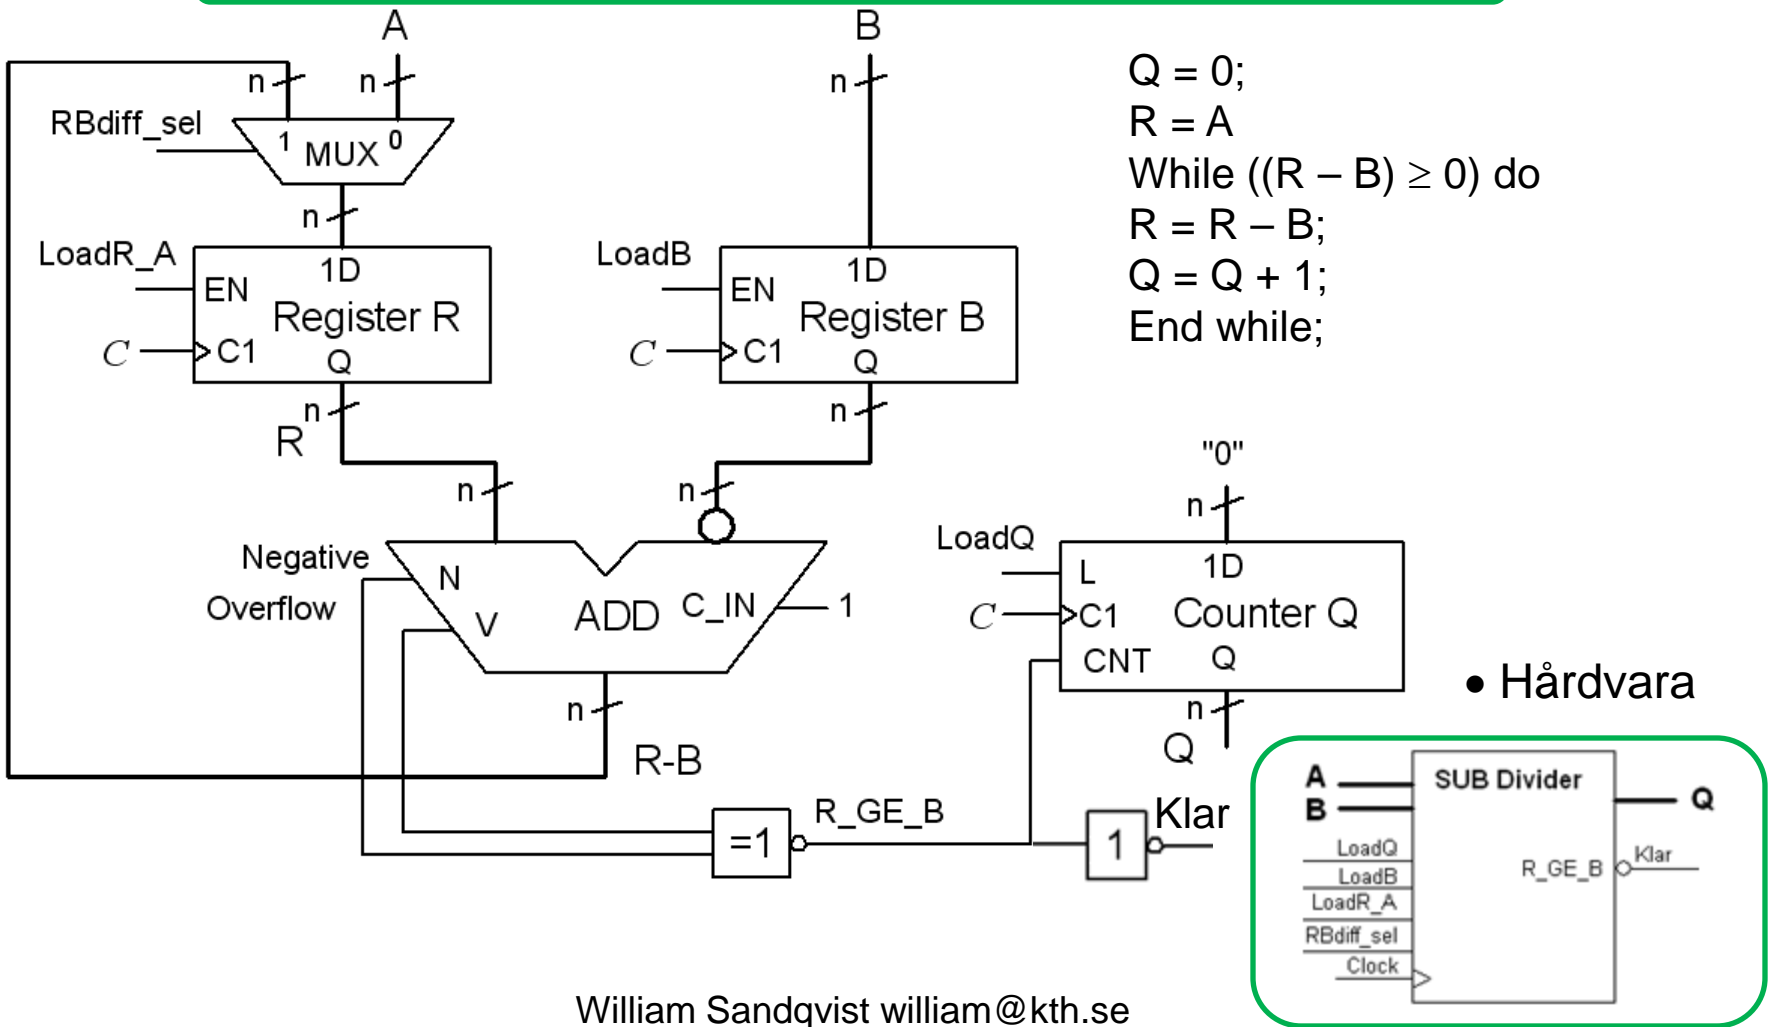 A
B
n
n
n
RBdiff_sel
1 MUX 0
n
LoadR_A
1D
EN
Register R
C
C1
Q
n
R
LoadB
1D
EN
Register B
C
C1
Q
n
Q = 0;
R = A
While ((R – B) ≥ 0) do
R = R – B;
Q = Q + 1;
End while;
n
n
Negative
Overflow
N
V
ADD
C_IN
1
n
R-B
"0"
n
LoadQ
L
1D
C
C1
Counter Q
CNT
Q
n
Q
=1
R_GE_B
1
Klar
• Hårdvara
SUB Divider
A
B
Q
LoadQ
LoadB
LoadR_A
RBdiff_sel
Clock
R_GE_B
Klar
William Sandqvist william@kth.se